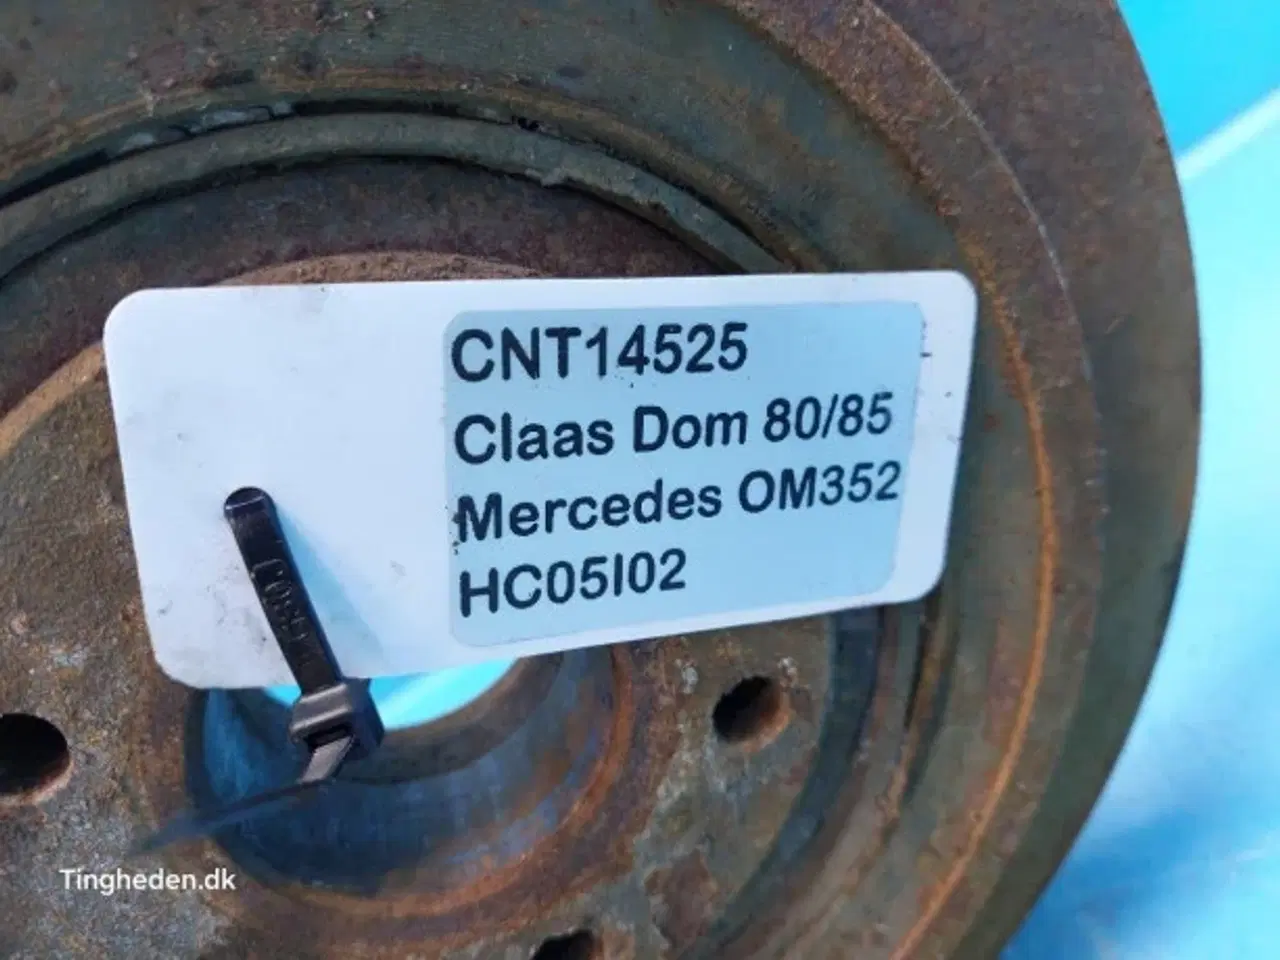 CNT14525
Claas Dom 80/85
Mercedes OM352
HC05I02
Tingheden.dk